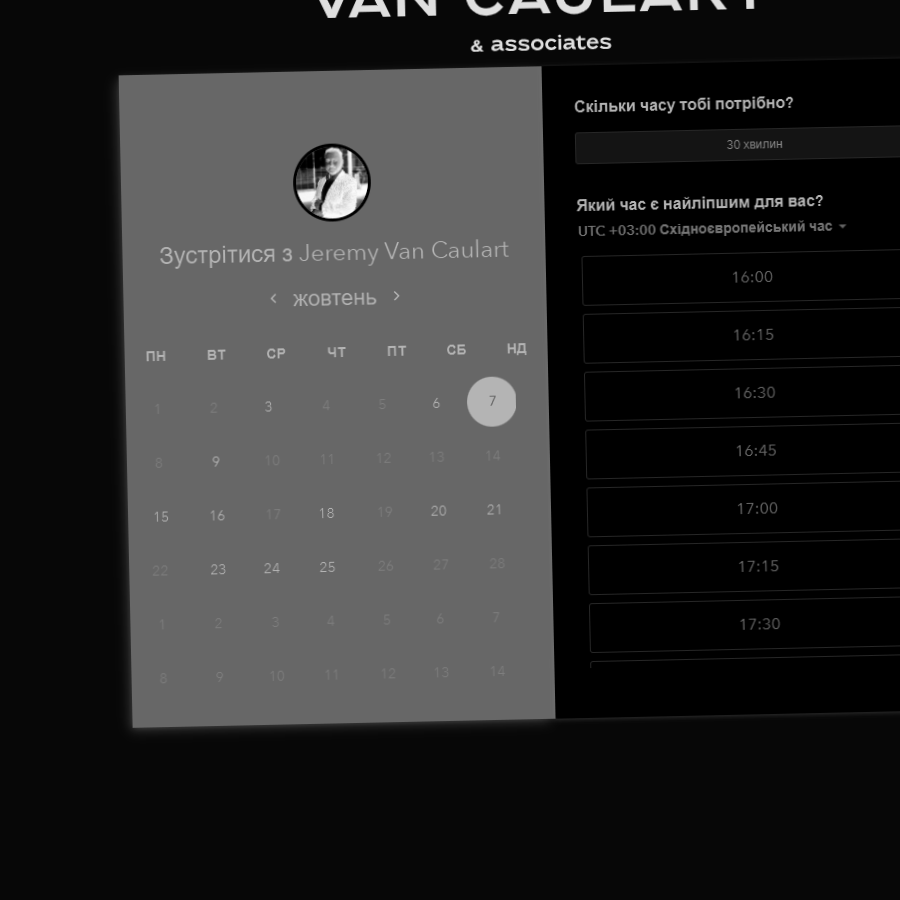 VAN CAULART
& associates
Зустрітися з Jeremy Van Caulart
жовтень
ПН ВТ СР ЧТ ПТ СБ НД
1 2 3 4 5 6 7
8 9 10 11 12 13 14
15 16 17 18 19 20 21
22 23 24 25 26 27 28
1 2 3 4 5 6 7
8 9 10 11 12 13 14
Скільки часу тобі потрібно?
30 хвилин
Який час є найліпшим для вас?
UTC +03:00 Східноєвропейський час
16:00
16:15
16:30
16:45
17:00
17:15
17:30